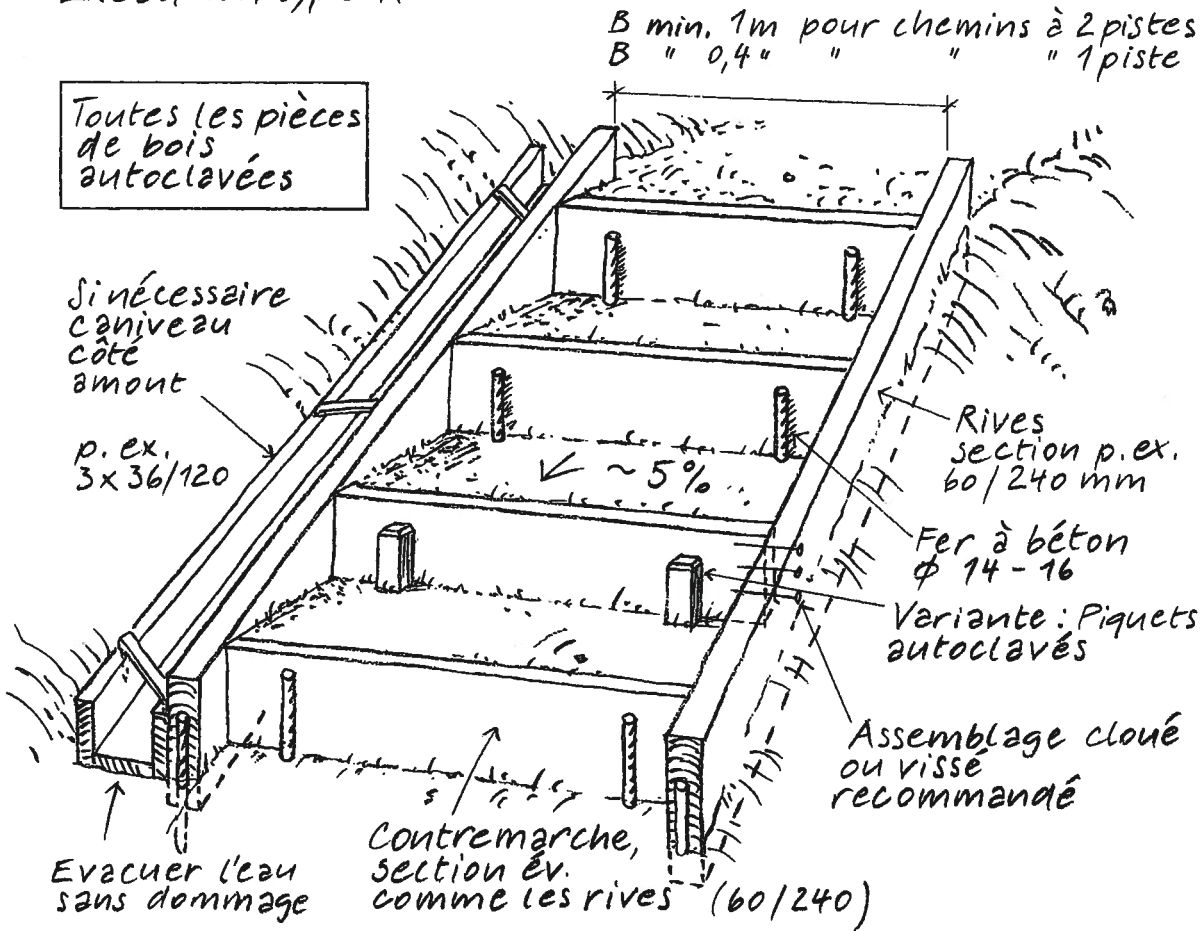 B min. 1m pour chemins à 2 pistes
B " 0,4 " " " " 1 piste
Toutes les pièces
de bois
autoclavées
Si nécessaire
caniveau
côté
amont
p. ex.
3 x 36/120
~ 5%
Rives
section p. ex.
60 / 240 mm
Fer à béton
ϕ 14 - 16
Variante : Piquets
autoclavés
Assemblage cloué
ou vissé
recommandé
Contremarche,
section év.
comme les rives (60/240)
Evacuer l'eau
sans dommage